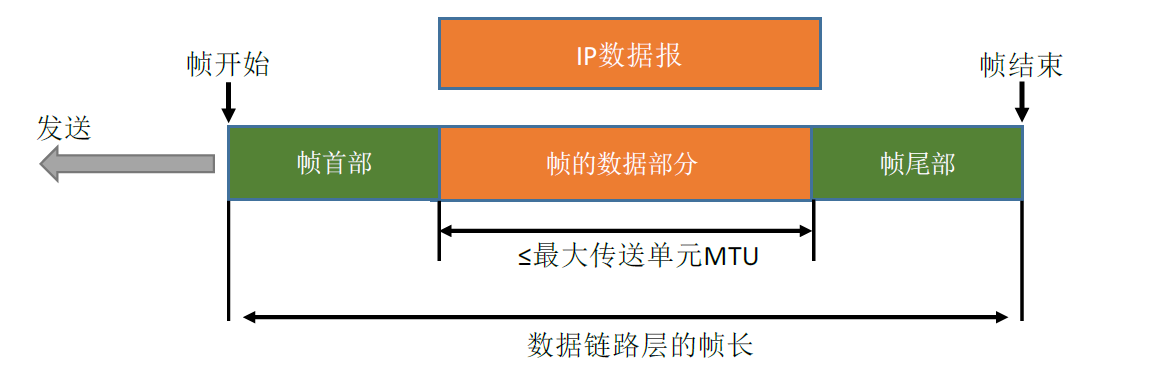 IP数据报
帧开始
帧结束
发送
帧首部
帧的数据部分
帧尾部
≤最大传送单元MTU
数据链路层的帧长